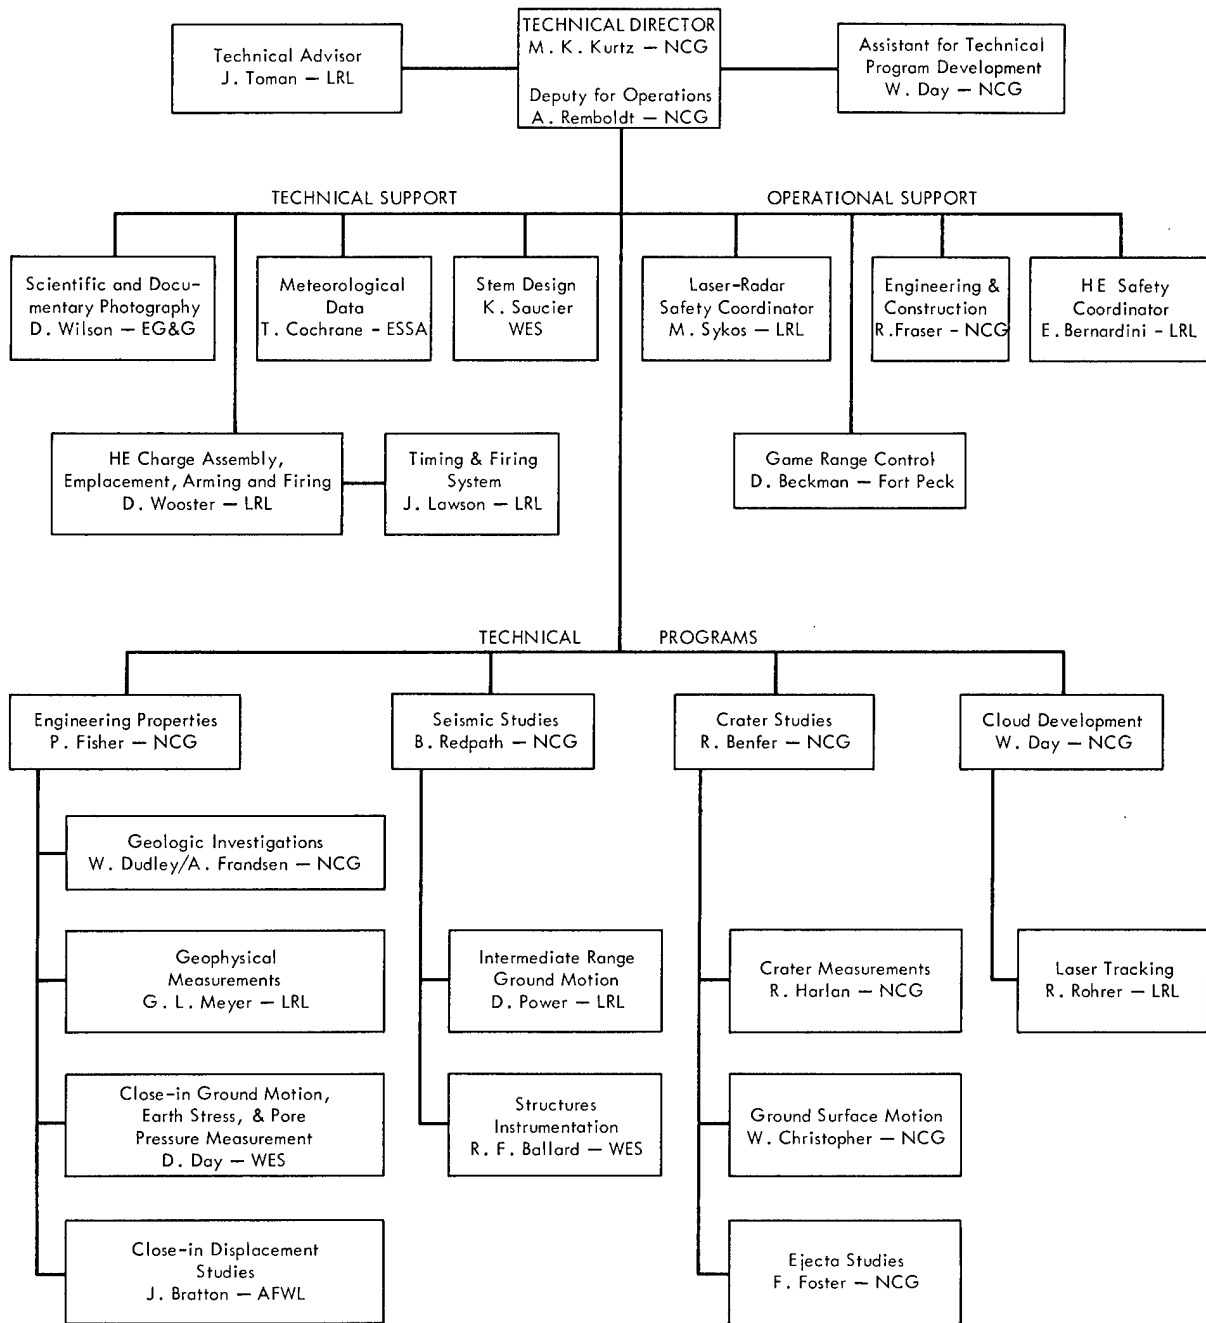 TECHNICAL DIRECTOR
M. K. Kurtz — NCG
Deputy for Operations
A. Remboldt — NCG
Technical Advisor
J. Toman — LRL
Assistant for Technical
Program Development
W. Day — NCG
TECHNICAL SUPPORT
OPERATIONAL SUPPORT
Scientific and Docu-
mentary Photography
D. Wilson — EG&G
Meteorological
Data
T. Cochrane - ESSA
Stem Design
K. Saucier
WES
Laser-Radar
Safety Coordinator
M. Sykos — LRL
Engineering &
Construction
R. Fraser - NCG
HE Safety
Coordinator
E. Bernardini - LRL
HE Charge Assembly,
Emplacement, Arming and Firing
D. Wooster — LRL
Timing & Firing
System
J. Lawson — LRL
Game Range Control
D. Beckman — Fort Peck
TECHNICAL PROGRAMS
Engineering Properties
P. Fisher — NCG
Seismic Studies
B. Redpath — NCG
Crater Studies
R. Benfer — NCG
Cloud Development
W. Day — NCG
Geologic Investigations
W. Dudley/A. Frandsen — NCG
Geophysical
Measurements
G. L. Meyer — LRL
Intermediate Range
Ground Motion
D. Power — LRL
Crater Measurements
R. Harlan — NCG
Laser Tracking
R. Rohrer — LRL
Close-in Ground Motion,
Earth Stress, & Pore
Pressure Measurement
D. Day — WES
Structures
Instrumentation
R. F. Ballard — WES
Ground Surface Motion
W. Christopher — NCG
Close-in Displacement
Studies
J. Bratton — AFWL
Ejecta Studies
F. Foster — NCG